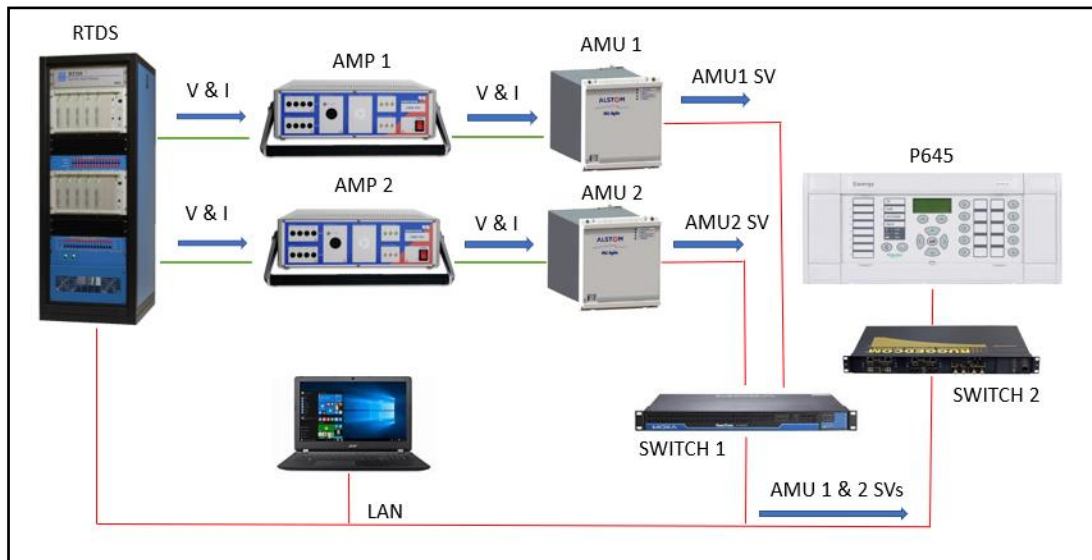 RTDS
V & I
AMP 1
V & I
AMU 1
AMU1 SV
RTDS
ALSTOM
P645
V & I
AMP 2
V & I
AMU 2
AMU2 SV
ALSTOM
RUGGEDCOM
SWITCH 2
MOXA
SWITCH 1
AMU 1 & 2 SVs
LAN